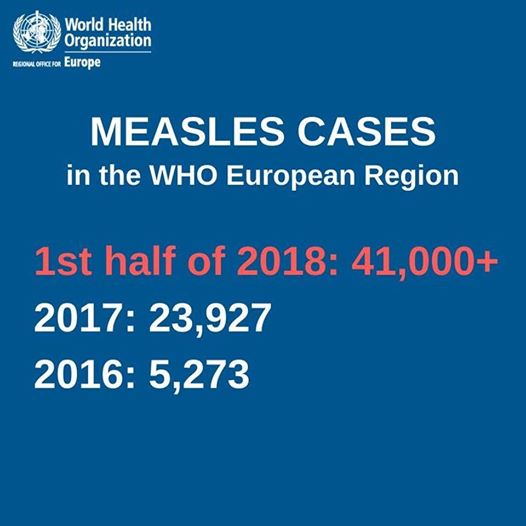 World Health
Organization
REGIONAL OFFICE FOR Europe
MEASLES CASES
in the WHO European Region
1st half of 2018: 41,000+
2017: 23,927
2016: 5,273